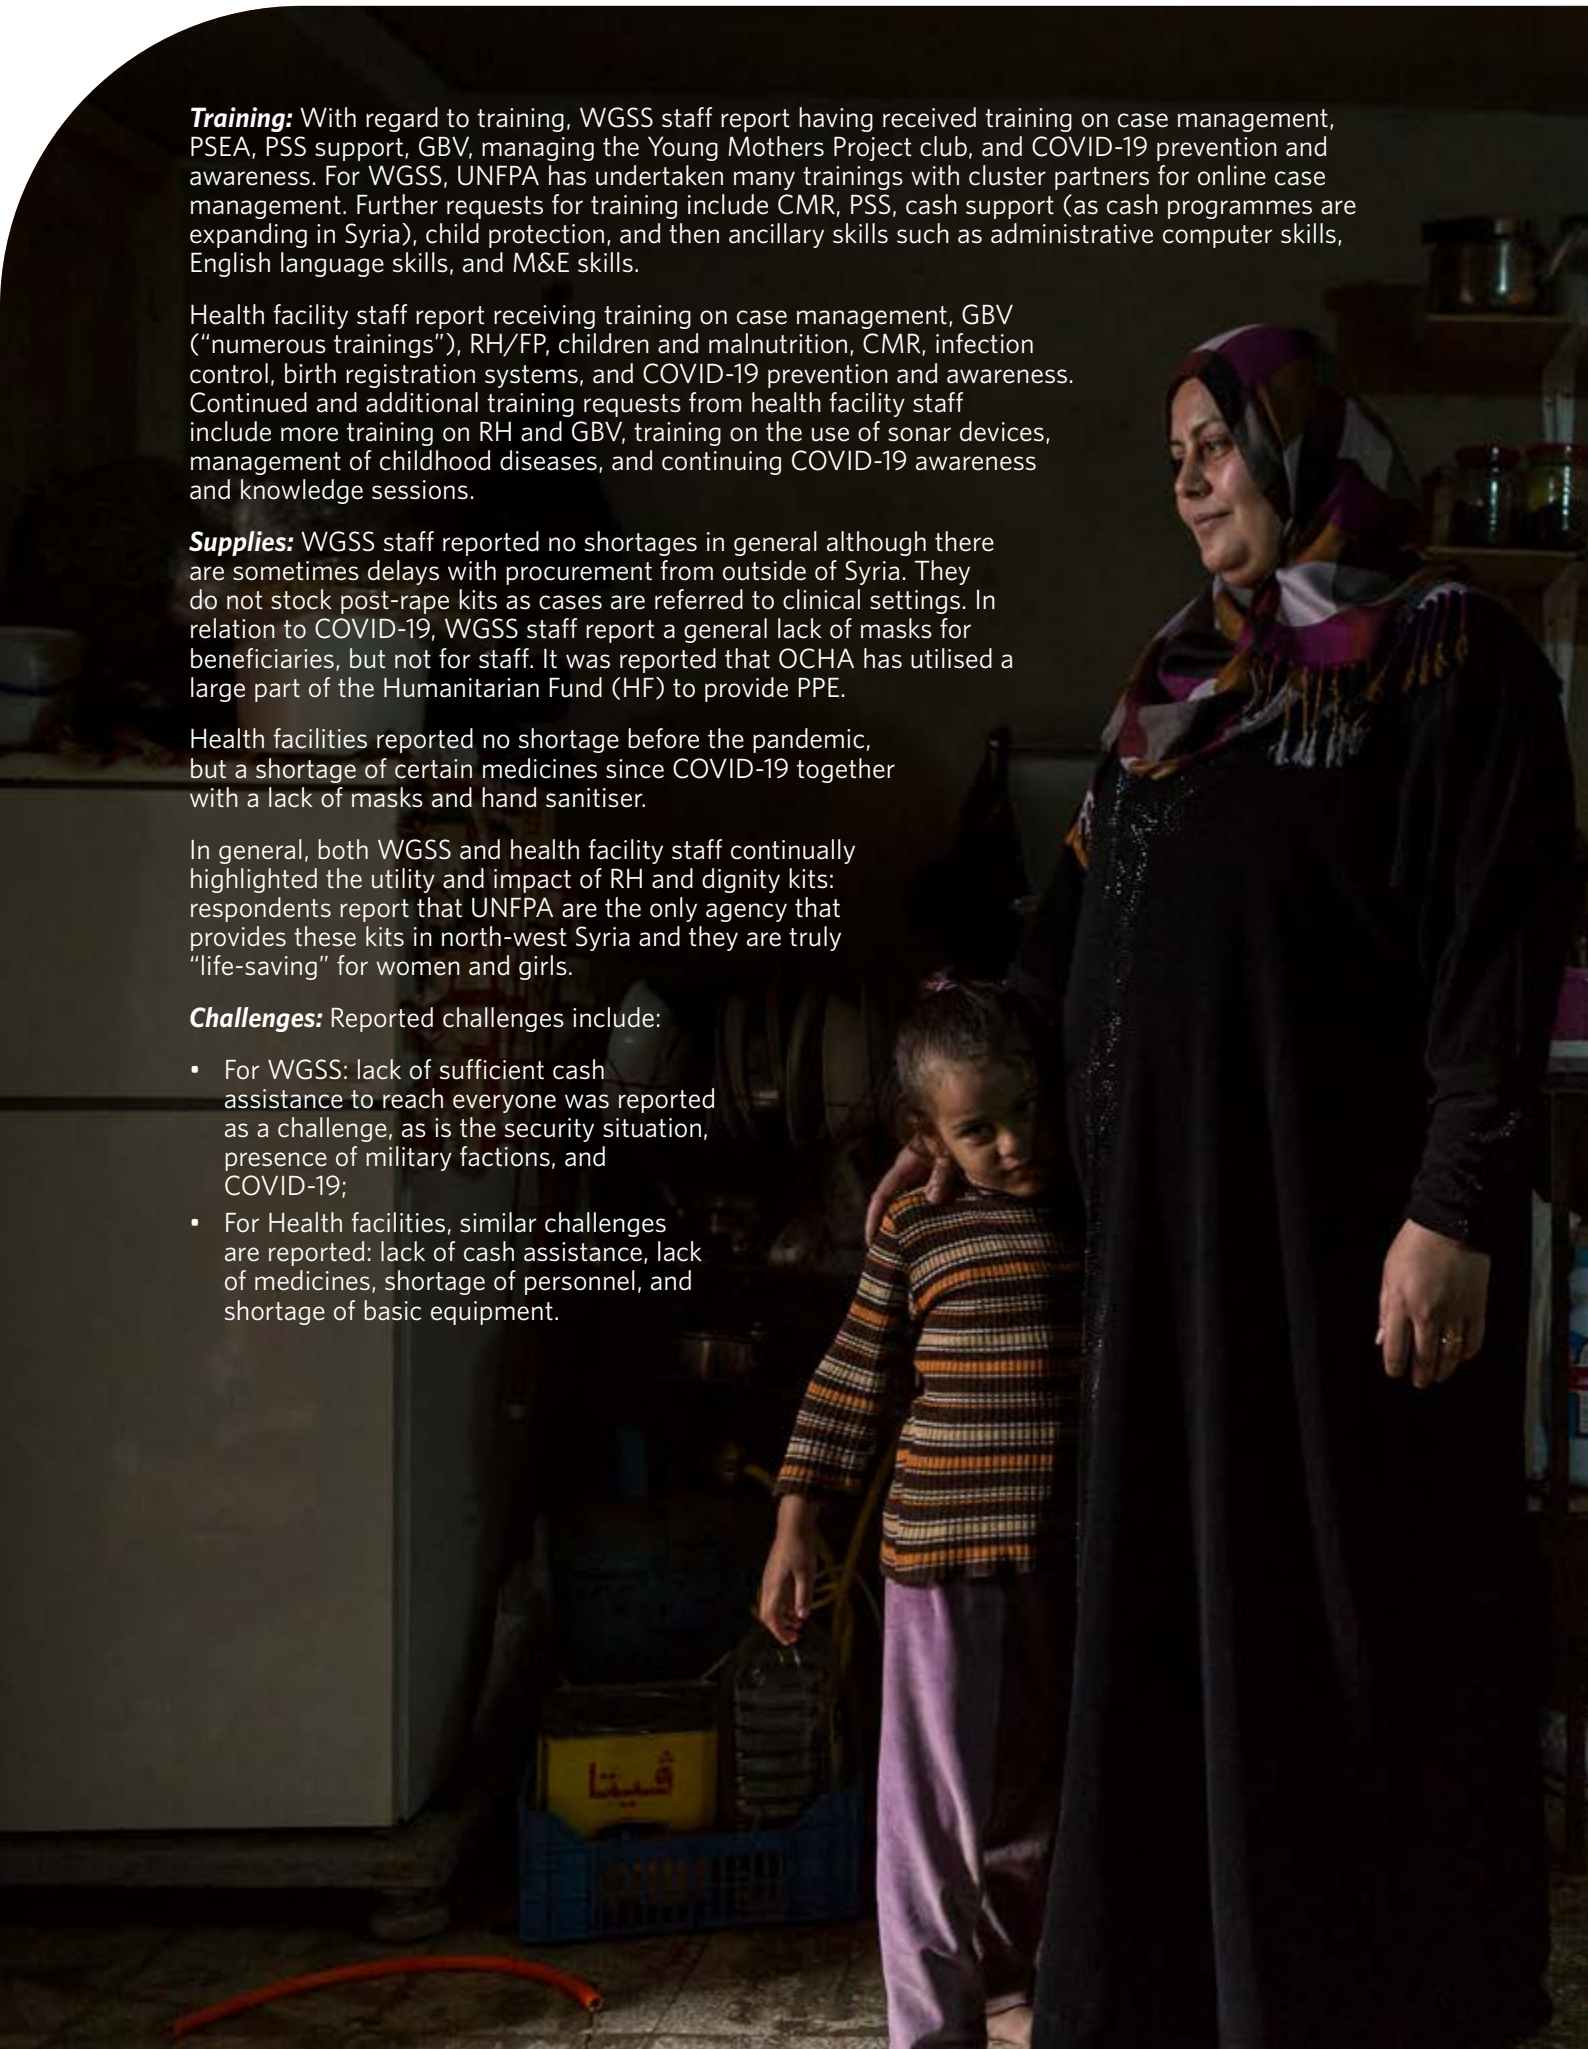 Training: With regard to training, WGSS staff report having received training on case management,
PSEA, PSS support, GBV, managing the Young Mothers Project club, and COVID-19 prevention and
awareness. For WGSS, UNFPA has undertaken many trainings with cluster partners for online case
management. Further requests for training include CMR, PSS, cash support (as cash programmes are
expanding in Syria), child protection, and then ancillary skills such as administrative computer skills,
English language skills, and M&E skills.
Health facility staff report receiving training on case management, GBV
(“numerous trainings”), RH/FP, children and malnutrition, CMR, infection
control, birth registration systems, and COVID-19 prevention and awareness.
Continued and additional training requests from health facility staff
include more training on RH and GBV, training on the use of sonar devices,
management of childhood diseases, and continuing COVID-19 awareness
and knowledge sessions.
Supplies: WGSS staff reported no shortages in general although there
are sometimes delays with procurement from outside of Syria. They
do not stock post-rape kits as cases are referred to clinical settings. In
relation to COVID-19, WGSS staff report a general lack of masks for
beneficiaries, but not for staff. It was reported that OCHA has utilised a
large part of the Humanitarian Fund (HF) to provide PPE.
Health facilities reported no shortage before the pandemic,
but a shortage of certain medicines since COVID-19 together
with a lack of masks and hand sanitiser.
In general, both WGSS and health facility staff continually
highlighted the utility and impact of RH and dignity kits:
respondents report that UNFPA are the only agency that
provides these kits in north-west Syria and they are truly
“life-saving” for women and girls.
Challenges: Reported challenges include:
• For WGSS: lack of sufficient cash
assistance to reach everyone was reported
as a challenge, as is the security situation,
presence of military factions, and
COVID-19;
• For Health facilities, similar challenges
are reported: lack of cash assistance, lack
of medicines, shortage of personnel, and
shortage of basic equipment.
ڤيتا